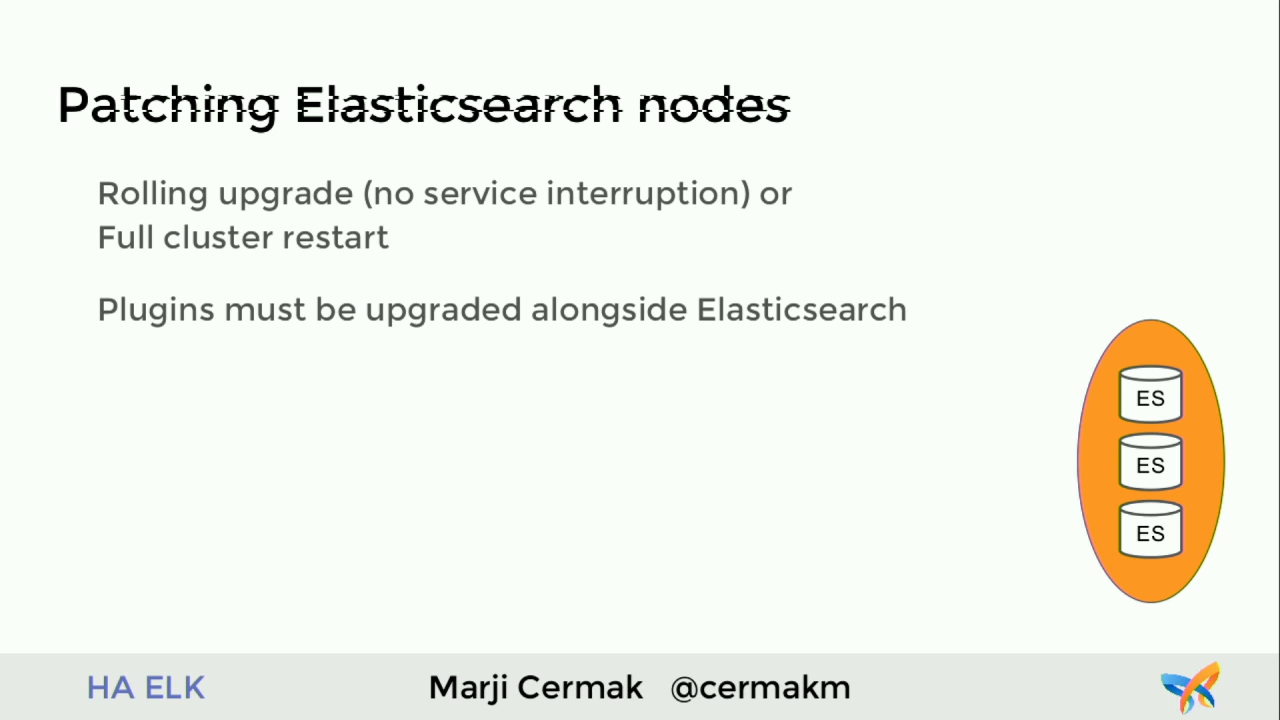 Patching Elasticsearch nodes
Rolling upgrade (no service interruption) or
Full cluster restart
Plugins must be upgraded alongside Elasticsearch
ES
ES
ES
HA ELK
Marji Cermak @cermakm